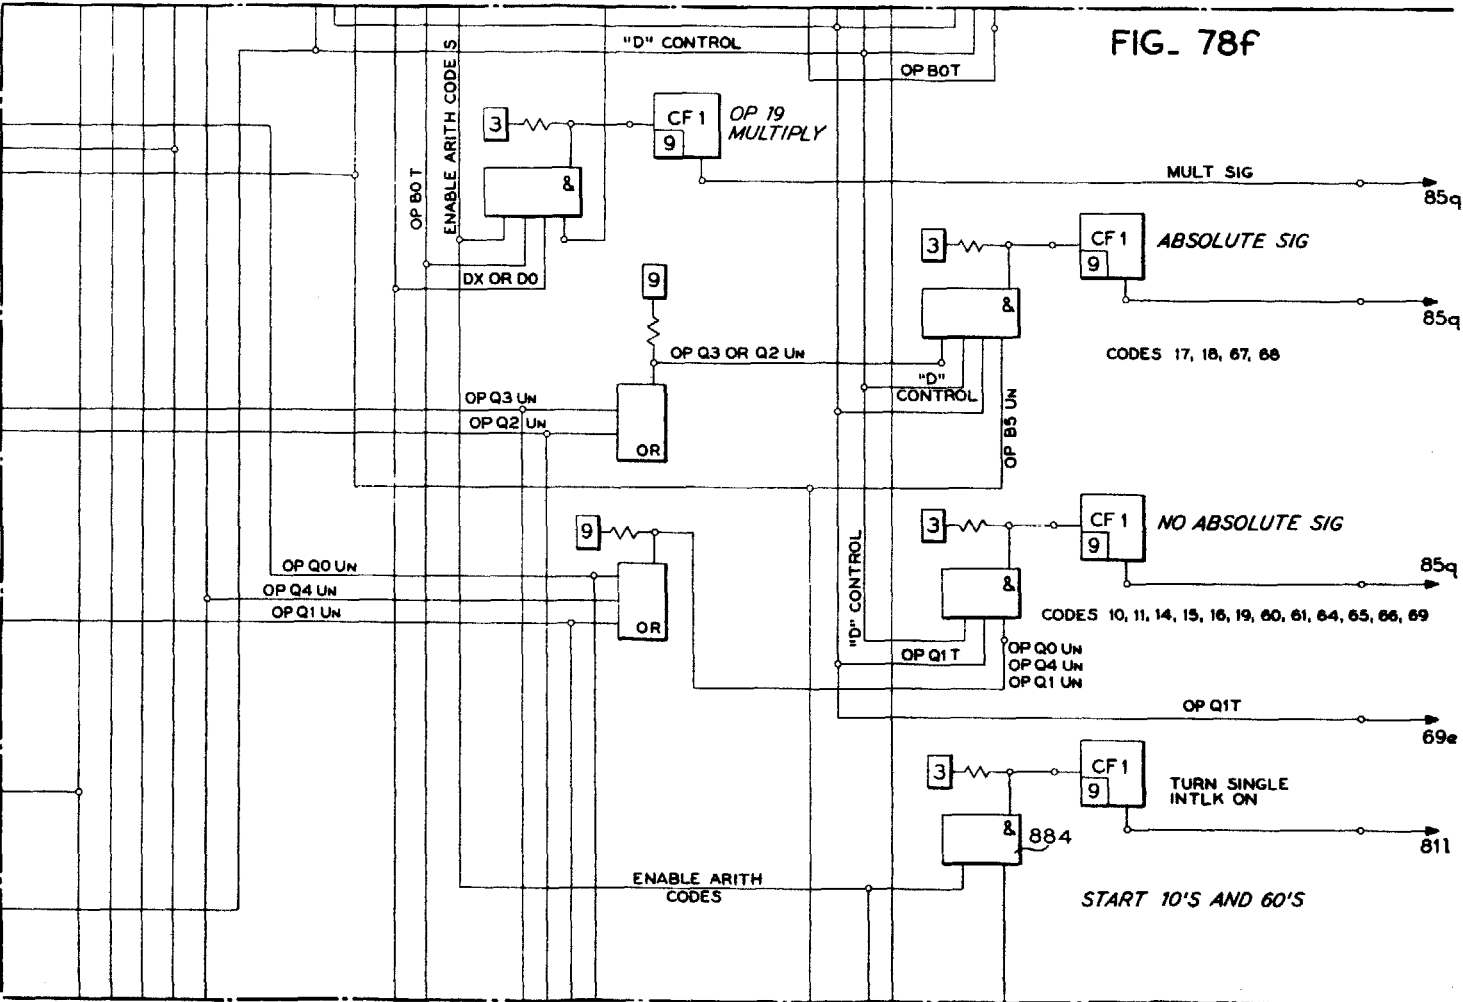 "D" CONTROL
FIG_ 78f
OP BOT
ENABLE ARITH CODES
3
CF 1
9
OP 19
MULTIPLY
&
OP BOT
MULT SIG
85q
DX OR DO
3
CF 1
9
ABSOLUTE SIG
&
85q
9
OP Q3 OR Q2 UN
"D"
CONTROL
CODES 17, 18, 67, 68
OP Q3 UN
OP Q2 UN
OR
OP B5 UN
9
3
CF 1
9
NO ABSOLUTE SIG
OP Q0 UN
OP Q4 UN
OP Q1 UN
OR
"D" CONTROL
&
85q
CODES 10, 11, 14, 15, 16, 19, 60, 61, 64, 65, 66, 69
OP Q1 T
OP Q0 UN
OP Q4 UN
OP Q1 UN
OP Q1T
69e
3
CF 1
9
TURN SINGLE
INTLK ON
&
884
811
ENABLE ARITH
CODES
START 10'S AND 60'S